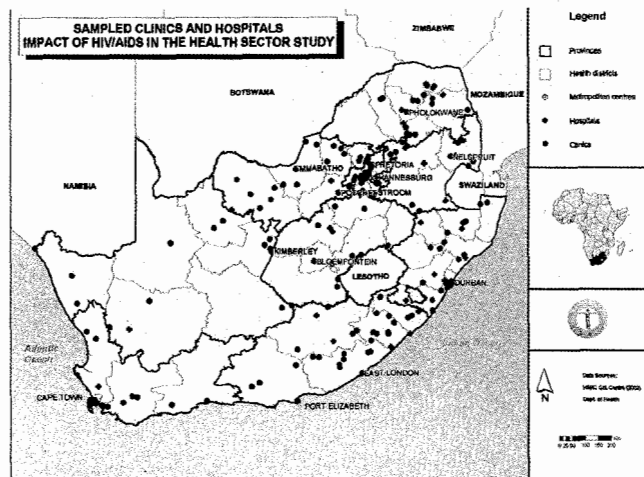 SAMPLED CLINICS AND HOSPITALS
IMPACT OF HIV/AIDS IN THE HEALTH SECTOR STUDY
ZIMBABWE
BOTSWANA
MOZAMBIQUE
PHOLOKWANE
NAMIBIA
MMABATHO
PRETORIA
NELSPRUIT
SWAZILAND
KIMBERLEY
BLOEMFONTEIN
LESOTHO
DURBAN
Atlantic
Ocean
EAST LONDON
CAPE TOWN
PORT ELIZABETH
Legend
Provinces
Health districts
Metropolitan centres
Hospitals
Clinics
N
Data Sources:
Dept. of Health